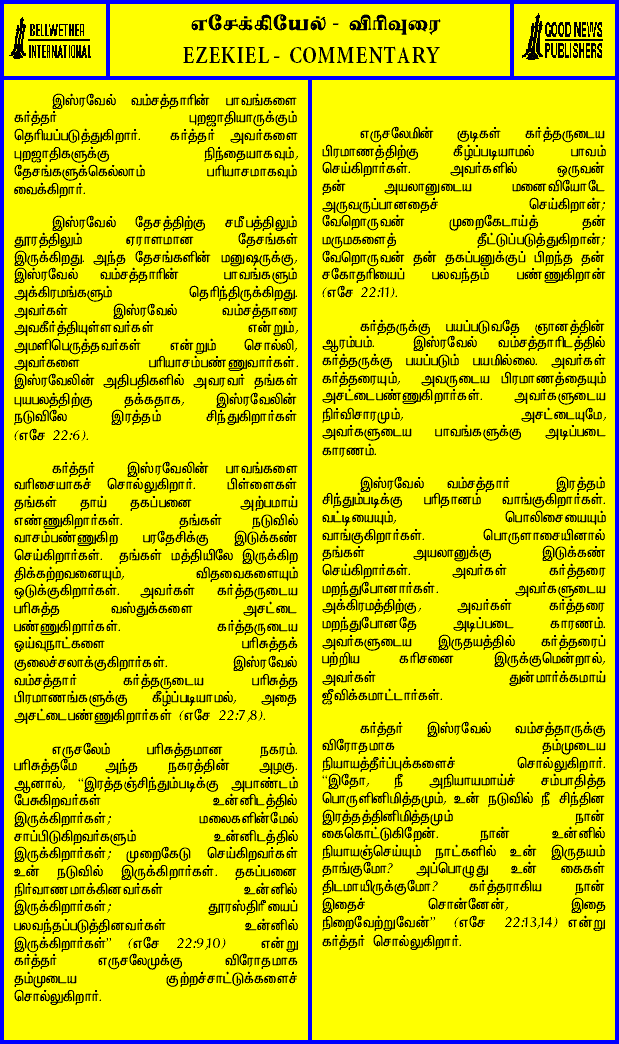 BELLWETHER
INTERNATIONAL
எசேக்கியேல் - விரிவுரை
EZEKIEL - COMMENTARY
GOOD NEWS
PUBLISHERS
இஸ்ரவேல் வம்சத்தாரின் பாவங்களை
கர்த்தர் புறஜாதியாருக்கும்
தெரியப்படுத்துகிறார். கர்த்தர் அவர்களை
புறஜாதிகளுக்கு நிந்தையாகவும்,
தேசங்களுக்கெல்லாம் பரியாசமாகவும்
வைக்கிறார்.
இஸ்ரவேல் தேசத்திற்கு சமீபத்திலும்
தூரத்திலும் ஏராளமான தேசங்கள்
இருக்கிறது. அந்த தேசங்களின் மனுஷருக்கு,
இஸ்ரவேல் வம்சத்தாரின் பாவங்களும்
அக்கிரமங்களும் தெரிந்திருக்கிறது.
அவர்கள் இஸ்ரவேல் வம்சத்தாரை
அவகீர்த்தியுள்ளவர்கள் என்றும்,
அமளிபெருத்தவர்கள் என்றும் சொல்லி,
அவர்களை பரியாசம்பண்ணுவார்கள்.
இஸ்ரவேலின் அதிபதிகளில் அவரவர் தங்கள்
புயபலத்திற்கு தக்கதாக, இஸ்ரவேலின்
நடுவிலே இரத்தம் சிந்துகிறார்கள்
(எசே 22:6).
கர்த்தர் இஸ்ரவேலின் பாவங்களை
வரிசையாகச் சொல்லுகிறார். பிள்ளைகள்
தங்கள் தாய் தகப்பனை அற்பமாய்
எண்ணுகிறார்கள். தங்கள் நடுவில்
வாசம்பண்ணுகிற பரதேசிக்கு இடுக்கண்
செய்கிறார்கள். தங்கள் மத்தியிலே இருக்கிற
திக்கற்றவனையும், விதவைகளையும்
ஒடுக்குகிறார்கள். அவர்கள் கர்த்தருடைய
பரிசுத்த வஸ்துக்களை அசட்டை
பண்ணுகிறார்கள். கர்த்தருடைய
ஓய்வுநாட்களை பரிசுத்தக்
குலைச்சலாக்குகிறார்கள். இஸ்ரவேல்
வம்சத்தார் கர்த்தருடைய பரிசுத்த
பிரமாணங்களுக்கு கீழ்ப்படியாமல், அதை
அசட்டைபண்ணுகிறார்கள் (எசே 22:7,8).
எருசலேம் பரிசுத்தமான நகரம்.
பரிசுத்தமே அந்த நகரத்தின் அழகு.
ஆனால், “இரத்தஞ்சிந்தும்படிக்கு அபாண்டம்
பேசுகிறவர்கள் உன்னிடத்தில்
இருக்கிறார்கள்; மலைகளின்மேல்
சாப்பிடுகிறவர்களும் உன்னிடத்தில்
இருக்கிறார்கள்; முறைகேடு செய்கிறவர்கள்
உன் நடுவில் இருக்கிறார்கள். தகப்பனை
நிர்வாணமாக்கினவர்கள் உன்னில்
இருக்கிறார்கள்; தூரஸ்திரீயைப்
பலவந்தப்படுத்தினவர்கள் உன்னில்
இருக்கிறார்கள்” (எசே 22:9,10) என்று
கர்த்தர் எருசலேமுக்கு விரோதமாக
தம்முடைய குற்றச்சாட்டுக்களைச்
சொல்லுகிறார்.
எருசலேமின் குடிகள் கர்த்தருடைய
பிரமாணத்திற்கு கீழ்ப்படியாமல் பாவம்
செய்கிறார்கள். அவர்களில் ஒருவன்
தன் அயலானுடைய மனைவியோடே
அருவருப்பானதைச் செய்கிறான்;
வேறொருவன் முறைகேடாய்த் தன்
மருமகளைத் தீட்டுப்படுத்துகிறான்;
வேறொருவன் தன் தகப்பனுக்குப் பிறந்த தன்
சகோதரியைப் பலவந்தம் பண்ணுகிறான்
(எசே 22:11).
கர்த்தருக்கு பயப்படுவதே ஞானத்தின்
ஆரம்பம். இஸ்ரவேல் வம்சத்தாரிடத்தில்
கர்த்தருக்கு பயப்படும் பயமில்லை. அவர்கள்
கர்த்தரையும், அவருடைய பிரமாணத்தையும்
அசட்டைபண்ணுகிறார்கள். அவர்களுடைய
நிர்விசாரமும், அசட்டையுமே,
அவர்களுடைய பாவங்களுக்கு அடிப்படை
காரணம்.
இஸ்ரவேல் வம்சத்தார் இரத்தம்
சிந்தும்படிக்கு பரிதானம் வாங்குகிறார்கள்.
வட்டியையும், பொலிசையையும்
வாங்குகிறார்கள். பொருளாசையினால்
தங்கள் அயலானுக்கு இடுக்கண்
செய்கிறார்கள். அவர்கள் கர்த்தரை
மறந்துபோனார்கள். அவர்களுடைய
அக்கிரமத்திற்கு, அவர்கள் கர்த்தரை
மறந்துபோனதே அடிப்படை காரணம்.
அவர்களுடைய இருதயத்தில் கர்த்தரைப்
பற்றிய கரிசனை இருக்குமென்றால்,
அவர்கள் துன்மார்க்கமாய்
ஜீவிக்கமாட்டார்கள்.
கர்த்தர் இஸ்ரவேல் வம்சத்தாருக்கு
விரோதமாக தம்முடைய
நியாயத்தீர்ப்புக்களைச் சொல்லுகிறார்.
“இதோ, நீ அநியாயமாய்ச் சம்பாதித்த
பொருளினிமித்தமும், உன் நடுவில் நீ சிந்தின
இரத்தத்தினிமித்தமும் நான்
கைகொட்டுகிறேன். நான் உன்னில்
நியாயஞ்செய்யும் நாட்களில் உன் இருதயம்
தாங்குமோ? அப்பொழுது உன் கைகள்
திடமாயிருக்குமோ? கர்த்தராகிய நான்
இதைச் சொன்னேன், இதை
நிறைவேற்றுவேன்” (எசே 22:13,14) என்று
கர்த்தர் சொல்லுகிறார்.